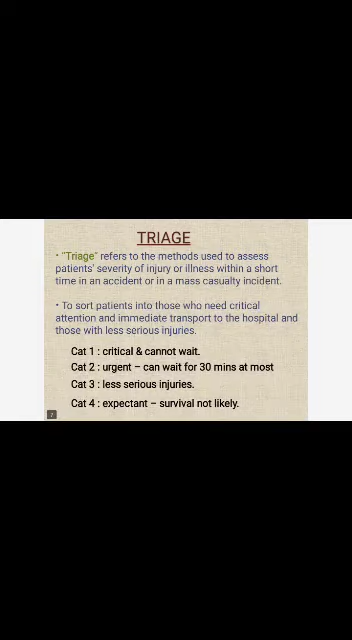 TRIAGE
• "Triage" refers to the methods used to assess
patients' severity of injury or illness within a short
time in an accident or in a mass casualty incident.
• To sort patients into those who need critical
attention and immediate transport to the hospital and
those with less serious injuries.
Cat 1 : critical & cannot wait.
Cat 2 : urgent – can wait for 30 mins at most
Cat 3 : less serious injuries.
Cat 4 : expectant – survival not likely.
7